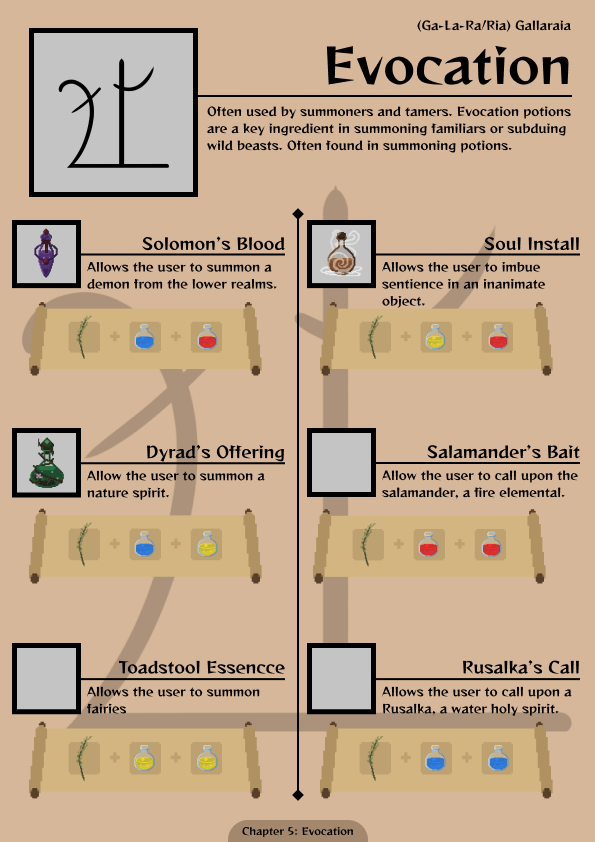 (Ga-La-Ra/Ria) Gallaraia
Evocation
Often used by summoners and tamers. Evocation potions
are a key ingredient in summoning familiars or subduing
wild beasts. Often found in summoning potions.
Solomon's Blood
Allows the user to summon a
demon from the lower realms.
Soul Install
Allows the user to imbue
sentience in an inanimate
object.
Dyrad's Offering
Allow the user to summon a
nature spirit.
Salamander's Bait
Allow the user to call upon the
salamander, a fire elemental.
Toadstool Essencce
Allows the user to summon
fairies
Rusalka's Call
Allows the user to call upon a
Rusalka, a water holy spirit.
Chapter 5: Evocation